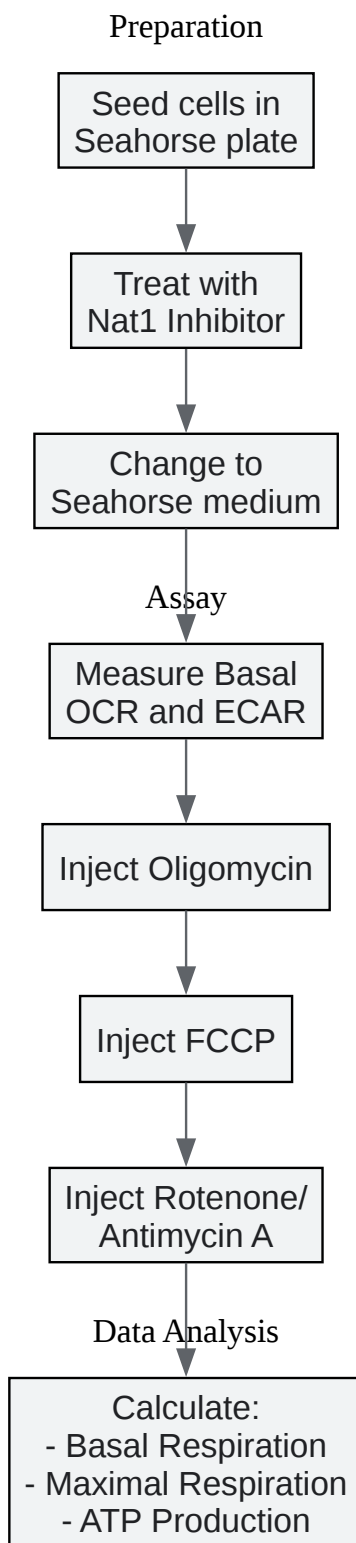 Preparation
Seed cells in
Seahorse plate
Treat with
Nat1 Inhibitor
Change to
Seahorse medium
Assay
Measure Basal
OCR and ECAR
Inject Oligomycin
Inject FCCP
Inject Rotenone/
Antimycin A
Data Analysis
Calculate:
- Basal Respiration
- Maximal Respiration
- ATP Production